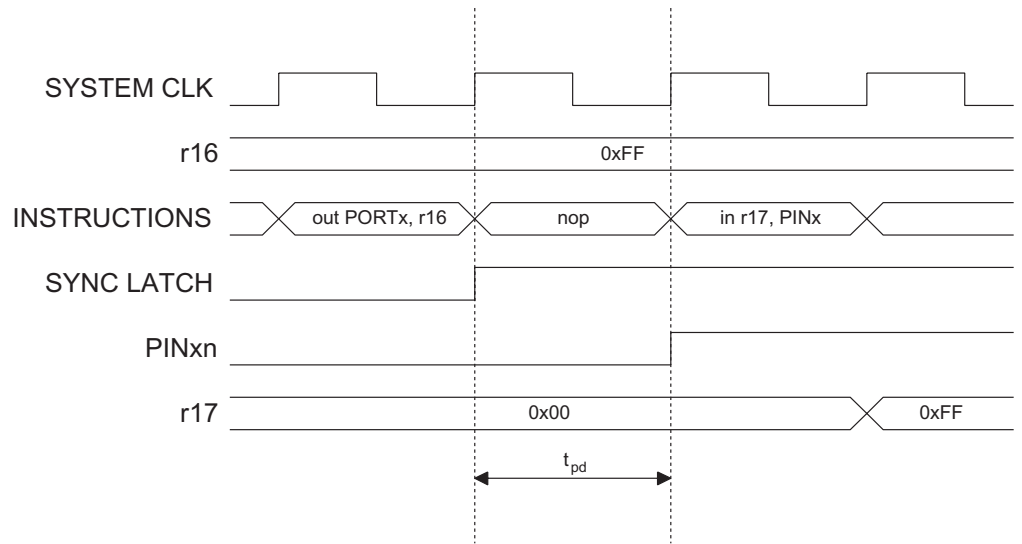 SYSTEM CLK
r16
0xFF
INSTRUCTIONS
out PORTx, r16
nop
in r17, PINx
SYNC LATCH
PINxn
r17
0x00
0xFF
tpd